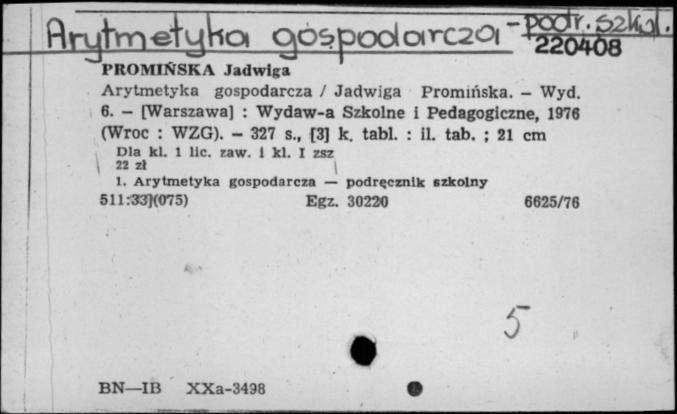 Arytmetyka gospodarcza - podr. szkol.
220408
PROMIŃSKA Jadwiga
Arytmetyka gospodarcza / Jadwiga Promińska. — Wyd.
6. — [Warszawa] : Wydaw-a Szkolne i Pedagogiczne, 1976
(Wroc : WZG). — 327 s., [3] k. tabl. : il. tab. ; 21 cm
Dla kl. 1 lic. zaw. i kl. I zsz
22 zł
1. Arytmetyka gospodarcza — podręcznik szkolny
511:33](075) Egz. 30220 6625/76
5
BN—IB XXa-3498